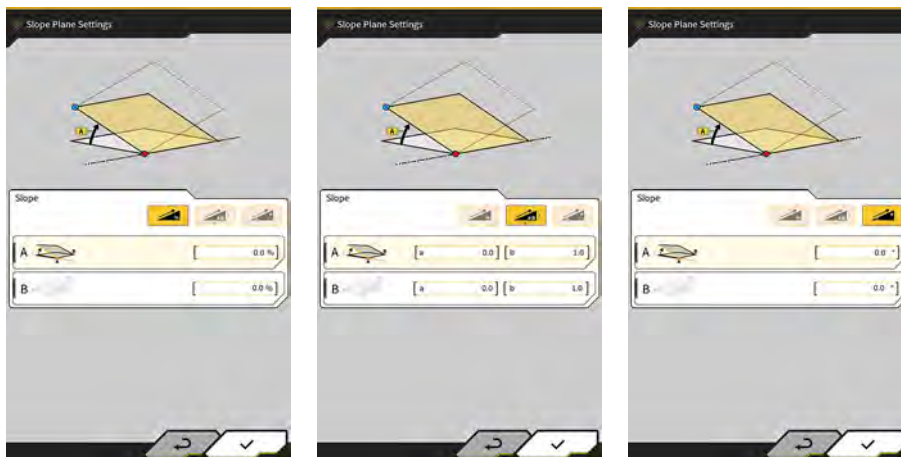 Slope Plane Settings
A
Slope
A [ 0.0 % ]
B [ 0.0 % ]
Slope Plane Settings
A
Slope
A [ a 0.0 ] [ b 1.0 ]
B [ a 0.0 ] [ b 1.0 ]
Slope Plane Settings
A
Slope
A [ 0.0 ° ]
B [ 0.0 ° ]